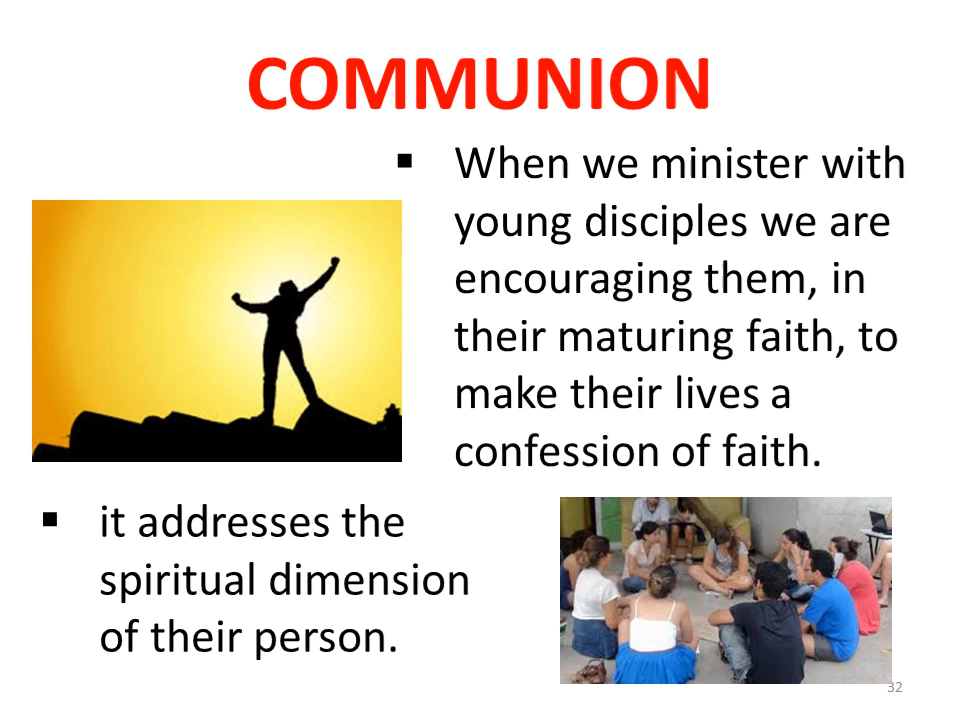 COMMUNION
▪ When we minister with
young disciples we are
encouraging them, in
their maturing faith, to
make their lives a
confession of faith.
▪ it addresses the
spiritual dimension
of their person.
32